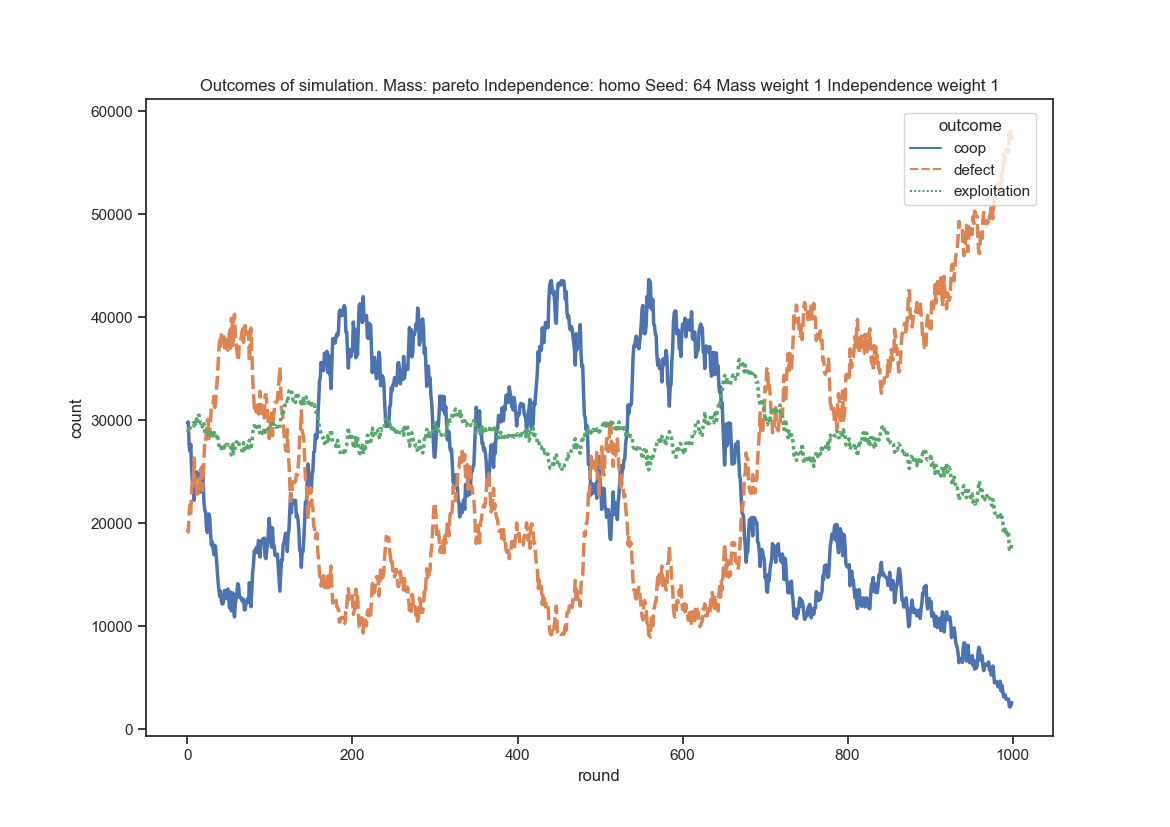 Outcomes of simulation. Mass: pareto Independence: homo Seed: 64 Mass weight 1 Independence weight 1
60000
50000
40000
30000
20000
10000
0
count
outcome
coop
defect
exploitation
0 200 400 600 800 1000
round